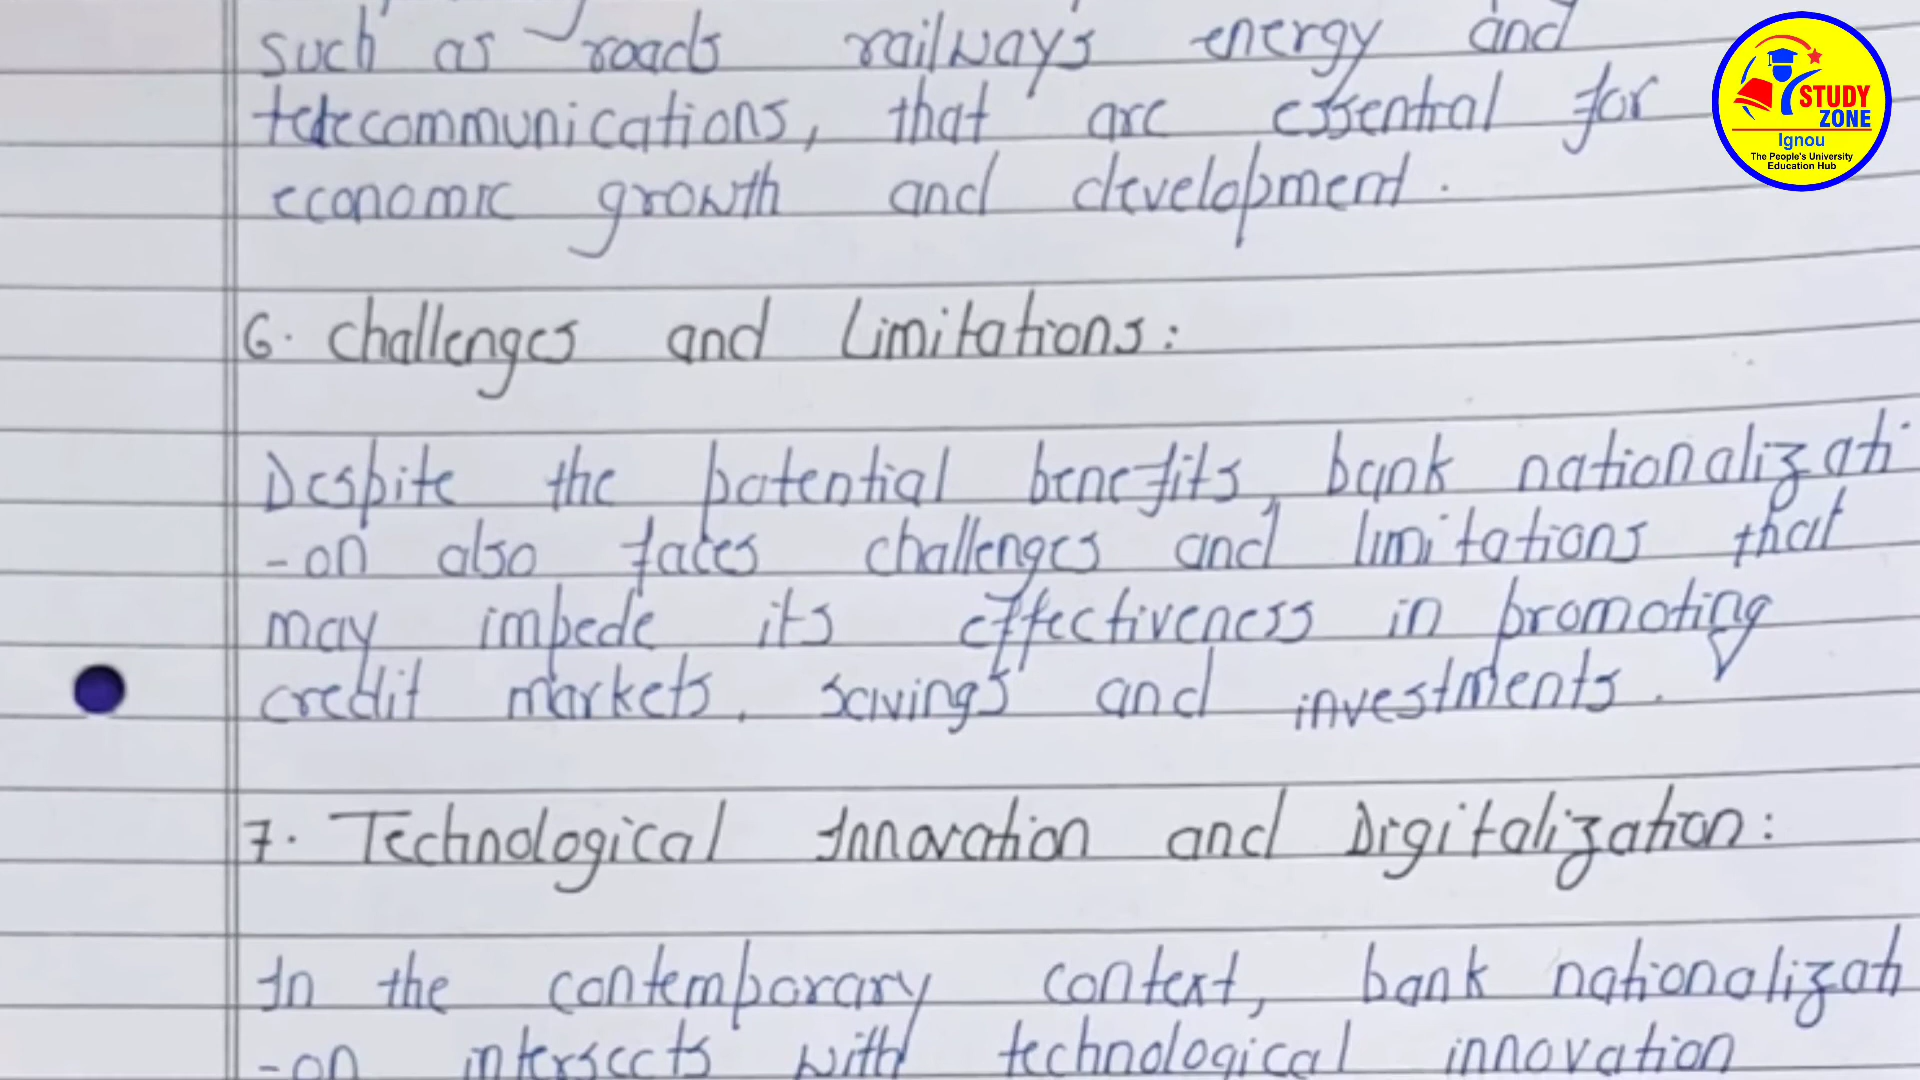 such as roads railways energy and
telecommunications, that are essential for
economic growth and development.
6. Challenges and Limitations:
Despite the potential benefits, bank nationalizati
-on also faces challenges and limitations that
may impede its effectiveness in promoting
credit markets, savings and investments.
7. Technological Innovation and Digitalization:
In the contemporary context, bank nationalizati
-on intersects with technological innovation
STUDY
ZONE
Ignou
The People's University
Education Hub